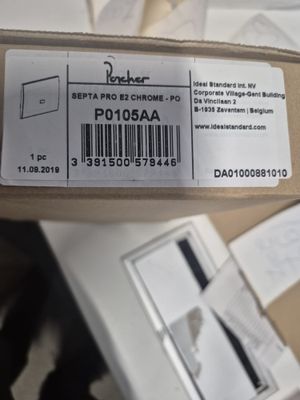 Porcher
SEPTA PRO E2 CHROME - PO
P0105AA
3 391500 579446
1 pc
11.09.2019
Ideal Standard Int. NV
Corporate Village-Gent Building
Da Vincilaan 2
B-1935 Zaventem | Belgium
www.idealstandard.com
DA01000881010